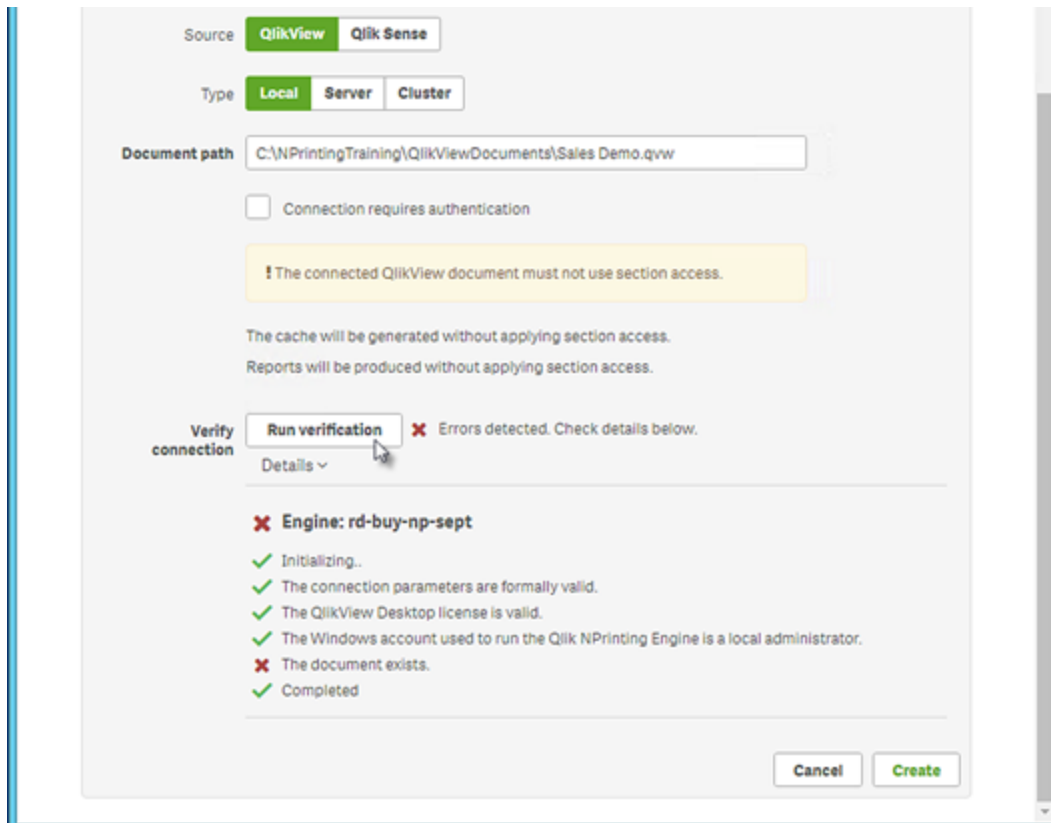 Source QlikView Qlik Sense
Type Local Server Cluster
Document path C:\NPrintingTraining\QlikViewDocuments\Sales Demo.qvw
Connection requires authentication
! The connected QlikView document must not use section access.
The cache will be generated without applying section access.
Reports will be produced without applying section access.
Verify connection Run verification Errors detected. Check details below.
Details
Engine: rd-buy-np-sept
Initializing..
The connection parameters are formally valid.
The QlikView Desktop license is valid.
The Windows account used to run the Qlik NPrinting Engine is a local administrator.
The document exists.
Completed
Cancel Create